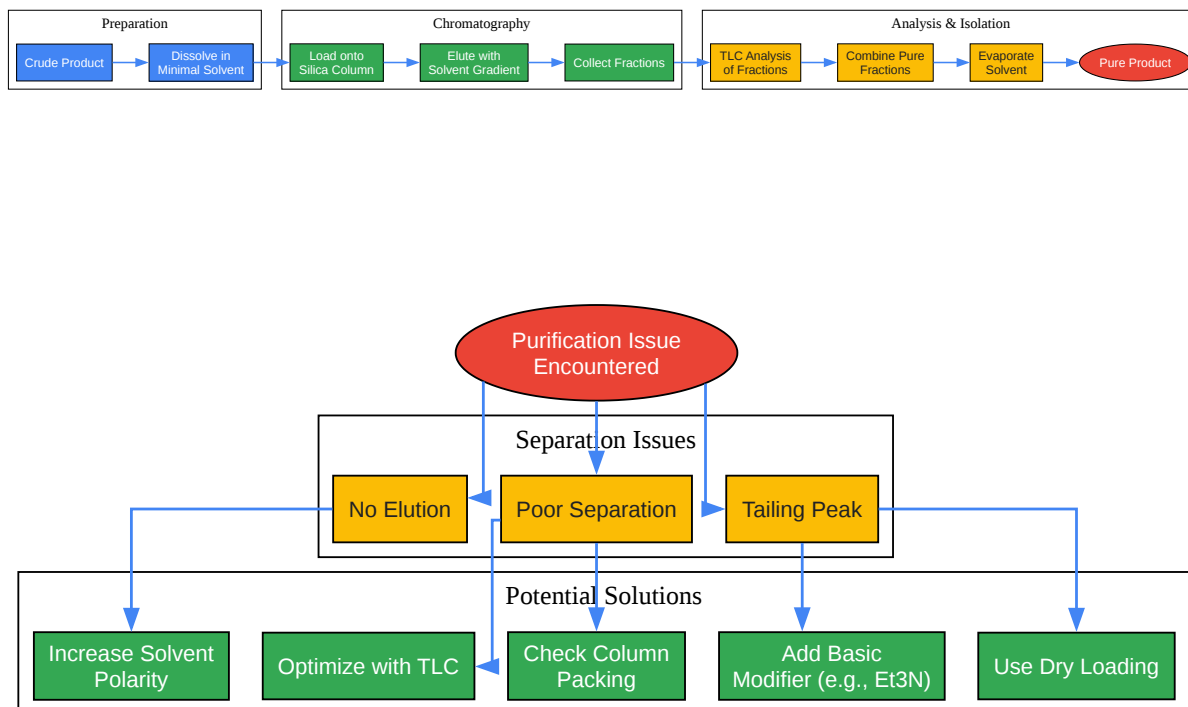 Preparation
Chromatography
Analysis & Isolation
Crude Product
Dissolve in
Minimal Solvent
Load onto
Silica Column
Elute with
Solvent Gradient
Collect Fractions
TLC Analysis
of Fractions
Combine Pure
Fractions
Evaporate
Solvent
Pure Product
Purification Issue
Encountered
Separation Issues
No Elution
Poor Separation
Tailing Peak
Potential Solutions
Increase Solvent
Polarity
Optimize with TLC
Check Column
Packing
Add Basic
Modifier (e.g., Et3N)
Use Dry Loading